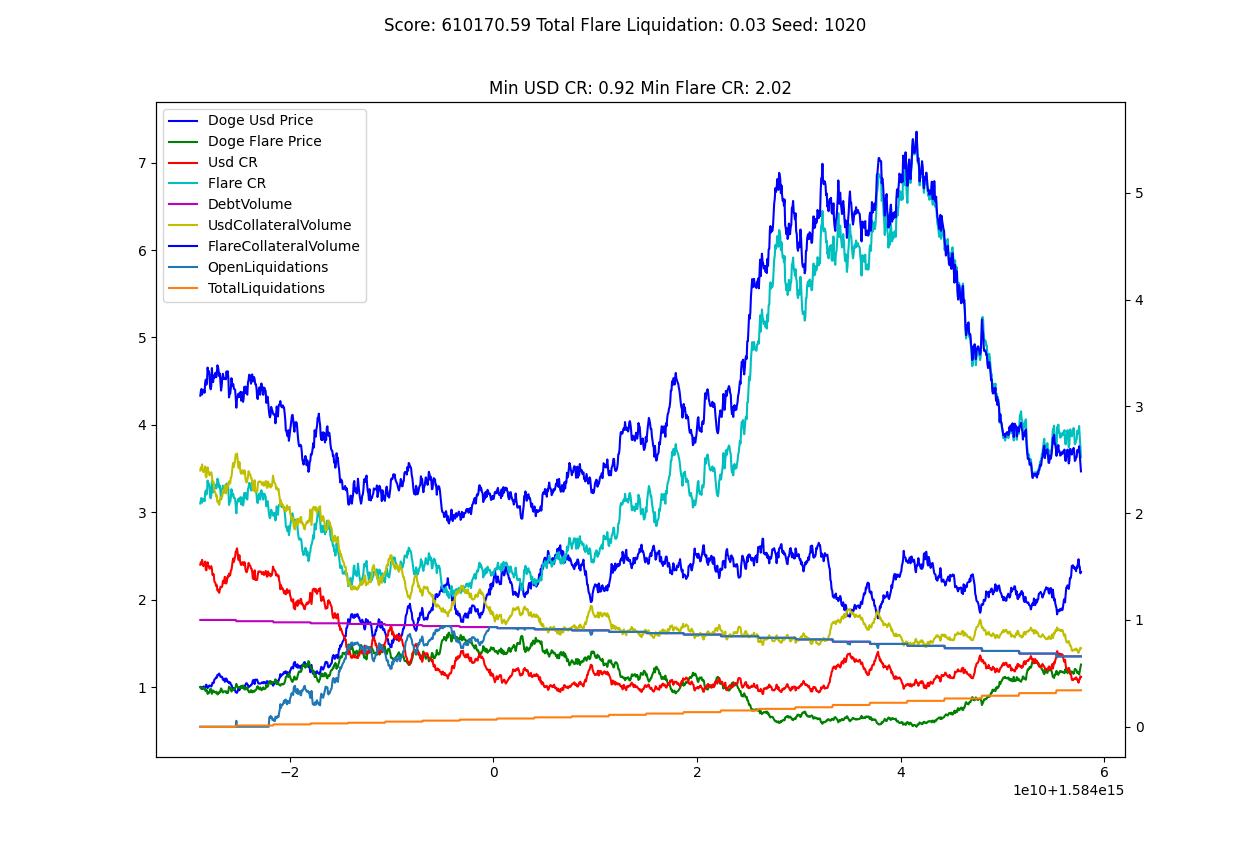 Score: 610170.59 Total Flare Liquidation: 0.03 Seed: 1020
Min USD CR: 0.92 Min Flare CR: 2.02
Doge Usd Price
Doge Flare Price
Usd CR
Flare CR
DebtVolume
UsdCollateralVolume
FlareCollateralVolume
OpenLiquidations
TotalLiquidations
7
6
5
4
3
2
1
5
4
3
2
1
0
−2
0
2
4
6
1e10+1.584e15